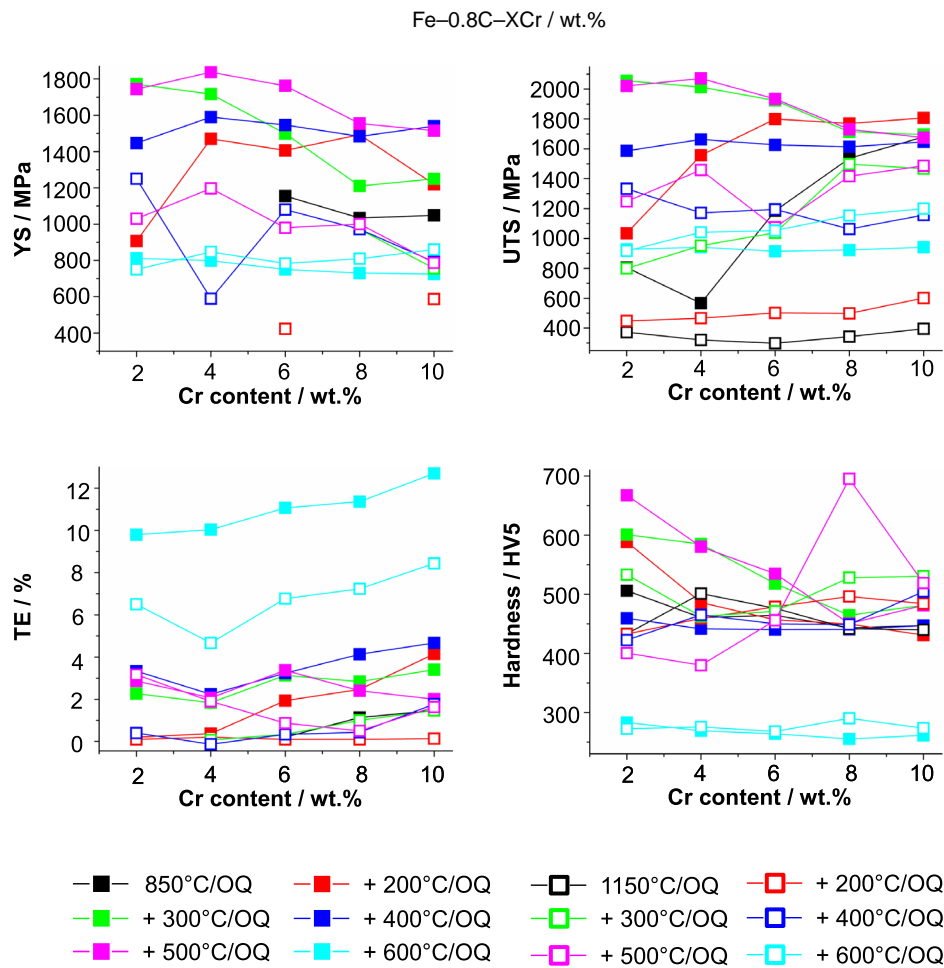 Fe–0.8C–XCr / wt.%
YS / MPa
1800
1600
1400
1200
1000
800
600
400
2 4 6 8 10
Cr content / wt.%
UTS / MPa
2000
1800
1600
1400
1200
1000
800
600
400
2 4 6 8 10
Cr content / wt.%
TE / %
12
10
8
6
4
2
0
2 4 6 8 10
Cr content / wt.%
Hardness / HV5
700
600
500
400
300
2 4 6 8 10
Cr content / wt.%
850°C/OQ + 200°C/OQ 1150°C/OQ + 200°C/OQ
+ 300°C/OQ + 400°C/OQ + 300°C/OQ + 400°C/OQ
+ 500°C/OQ + 600°C/OQ + 500°C/OQ + 600°C/OQ